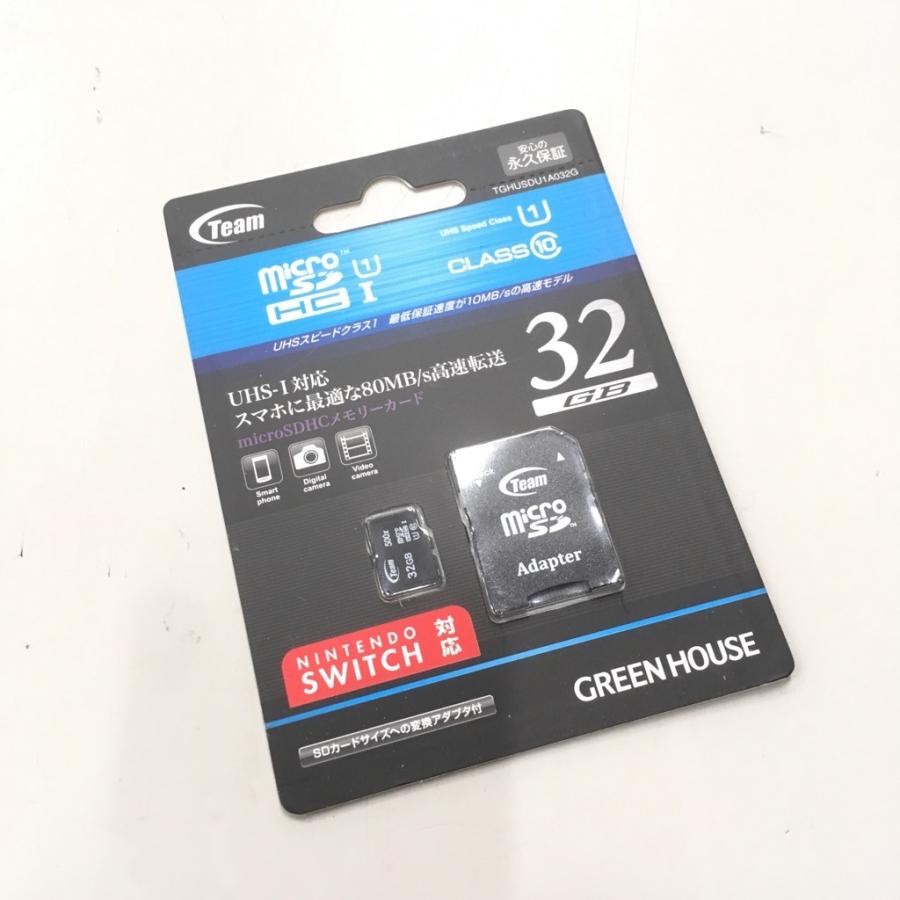 安心の
永久保証
TGHUSDU1A032G
Team
micro SD HC I U1
UHS Speed Class U1
CLASS 10
UHSスピードクラス1 最低保証速度が10MB/sの高速モデル
32
GB
UHS-I対応
スマホに最適な80MB/s高速転送
microSDHCメモリーカード
Smart phone
Digital camera
Video camera
Team
micro SD
Adapter
500x
Team
32GB
NINTENDO
SWITCH
対応
GREEN HOUSE
SDカードサイズへの変換アダプタ付